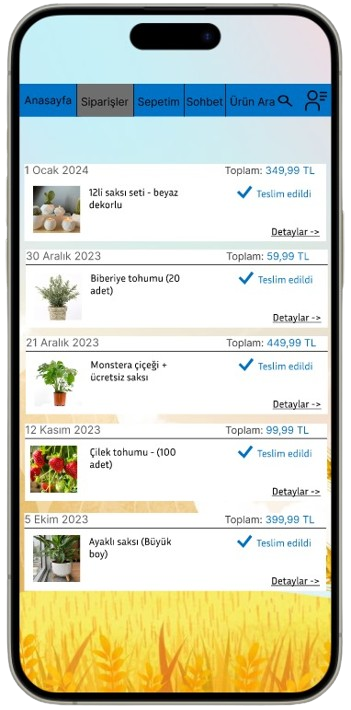 Anasayfa Siparişler Sepetim Sohbet Ürün Ara
1 Ocak 2024 Toplam: 349,99 TL
12li saksı seti - beyaz
dekorlu
Teslim edildi
Detaylar ->
30 Aralık 2023 Toplam: 59,99 TL
Biberiye tohumu (20
adet)
Teslim edildi
Detaylar ->
21 Aralık 2023 Toplam: 449,99 TL
Monstera çiçeği +
ücretsiz saksı
Teslim edildi
Detaylar ->
12 Kasım 2023 Toplam: 99,99 TL
Çilek tohumu - (100
adet)
Teslim edildi
Detaylar ->
5 Ekim 2023 Toplam: 399,99 TL
Ayaklı saksı (Büyük
boy)
Teslim edildi
Detaylar ->